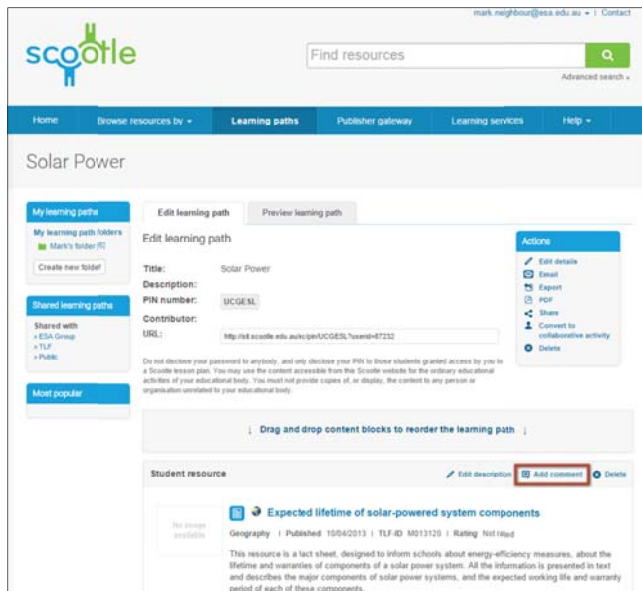 mark.neighbour@esa.edu.au | Contact
scootle
Find resources
Advanced search »
Home Browse resources by Learning paths Publisher gateway Learning services Help
Solar Power
My learning paths
My learning path folders
Mark's folder [5]
Create new folder
Shared learning paths
Shared with
» ESA Group
» TLF
» Public
Most popular
Edit learning path Preview learning path
Edit learning path
Title: Solar Power
Description:
PIN number: UCGESL
Contributor:
URL: http://sit.scootle.edu.au/ec/pin/UCGESL?userid=67232
Actions
Edit details
Email
Export
PDF
Share
Convert to
collaborative activity
Delete
Do not disclose your password to anybody, and only disclose your PIN to those students granted access by you to
a Scootle lesson plan. You may use the content accessible from this Scootle website for the ordinary educational
activities of your educational body. You must not provide copies of, or display, the content to any person or
organisation unrelated to your educational body.
↓ Drag and drop content blocks to reorder the learning path ↓
Student resource Edit description Add comment Delete
No image
available
Expected lifetime of solar-powered system components
Geography | Published 10/04/2013 | TLF-ID M013120 | Rating Not rated
This resource is a fact sheet, designed to inform schools about energy-efficiency measures, about the
lifetime and warranties of components of a solar power system. All the information is presented in text
and describes the major components of solar power systems, and the expected working life and warranty
period of each of these components.